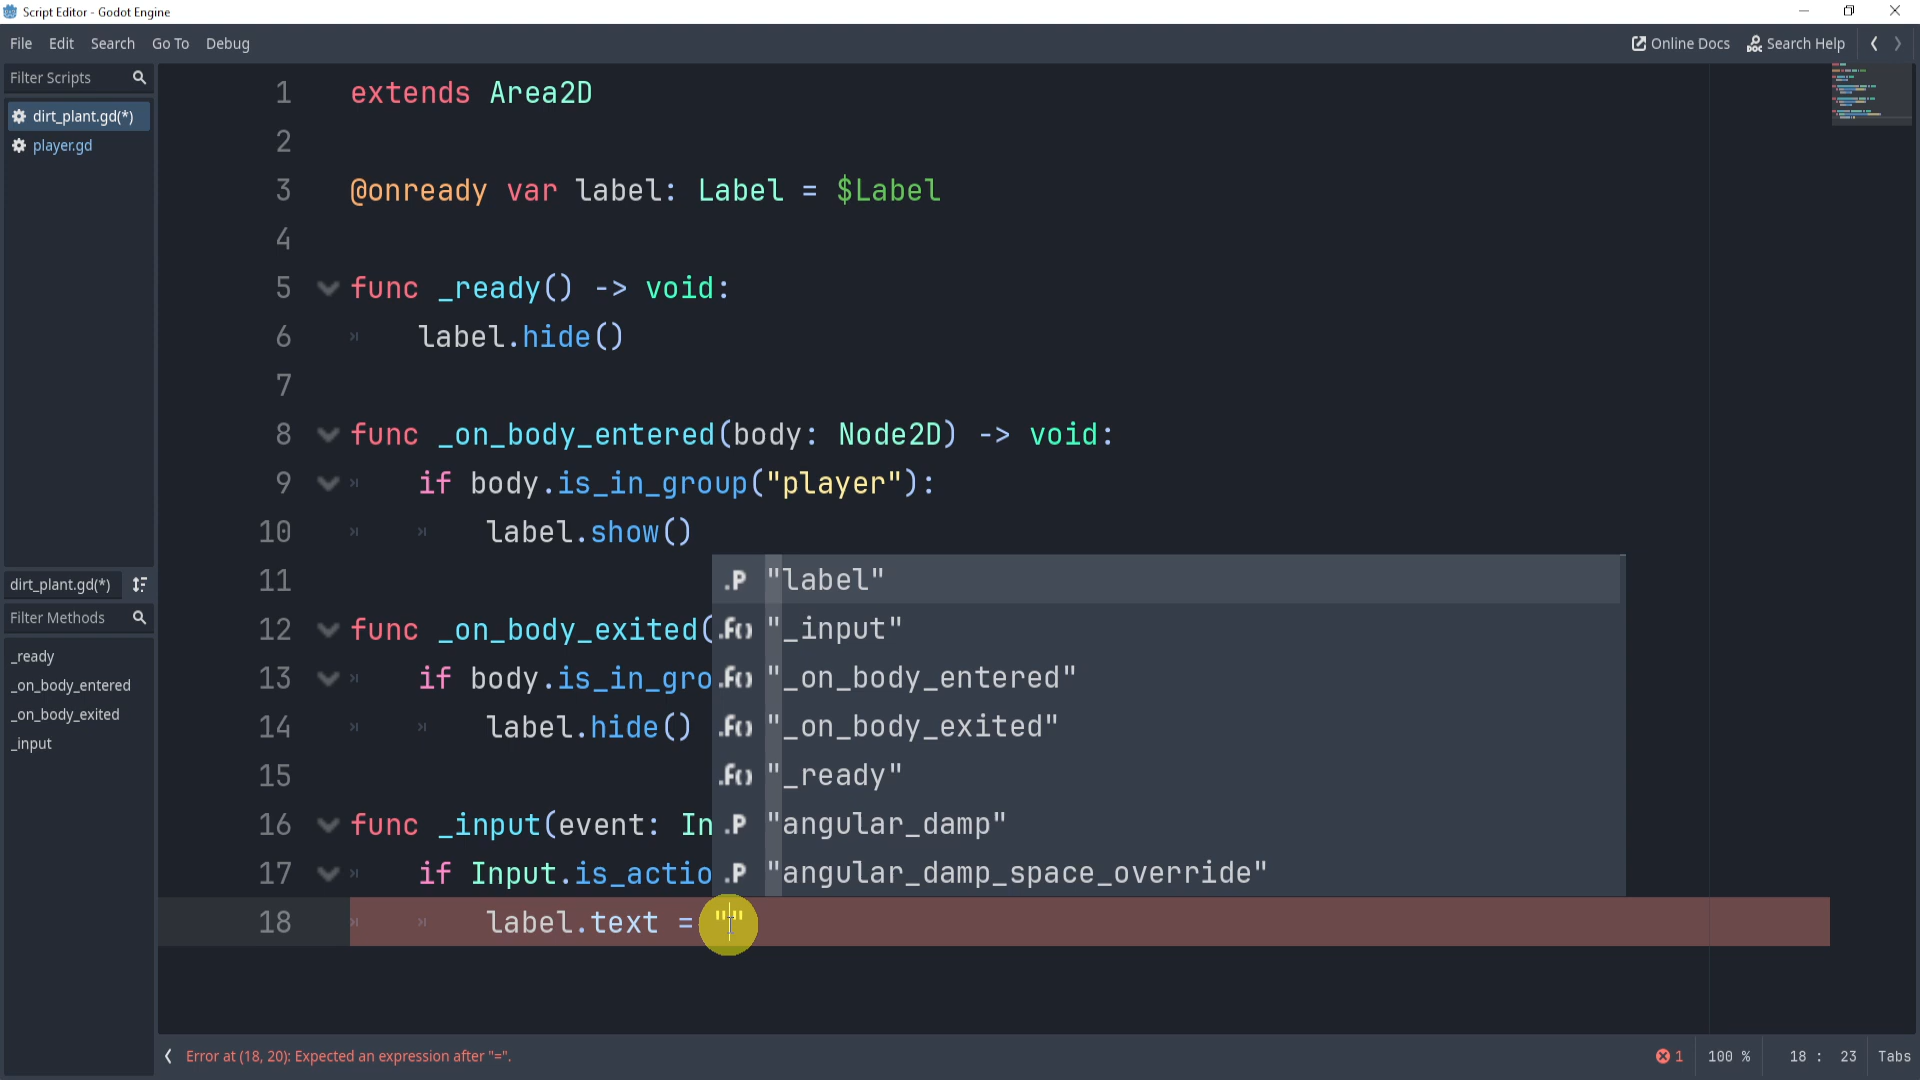 Script Editor - Godot Engine
File Edit Search Go To Debug
Online Docs Search Help
Filter Scripts
dirt_plant.gd(*)
player.gd
dirt_plant.gd(*)
Filter Methods
_ready
_on_body_entered
_on_body_exited
_input
1 extends Area2D
2
3 @onready var label: Label = $Label
4
5 func _ready() -> void:
6 label.hide()
7
8 func _on_body_entered(body: Node2D) -> void:
9 if body.is_in_group("player"):
10 label.show()
11
12 func _on_body_exited(
13 if body.is_in_gro
14 label.hide()
15
16 func _input(event: In
17 if Input.is_actio
18 label.text = ""
.P "label"
.F() "_input"
.F() "_on_body_entered"
.F() "_on_body_exited"
.F() "_ready"
.P "angular_damp"
.P "angular_damp_space_override"
Error at (18, 20): Expected an expression after "=".
1 100 % 18 : 23 Tabs